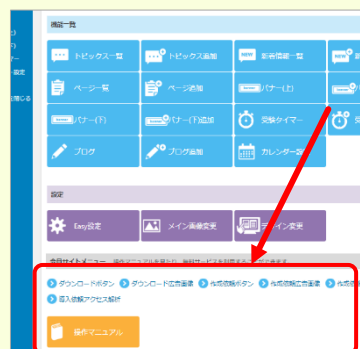 機能一覧
トピックス一覧 トピックス追加 新着情報一覧
ページ一覧 ページ追加 バナー(上)
バナー(下) バナー(下)追加 受験タイマー
ブログ ブログ追加 カレンダー設
設定
Easy設定 メイン画像変更 デザイン変更
会員サイトメニュー
ダウンロードボタン ダウンロード広告画像 作成依頼ボタン 作成依頼広告画像 作成依
導入依頼アクセス解析
操作マニュアル